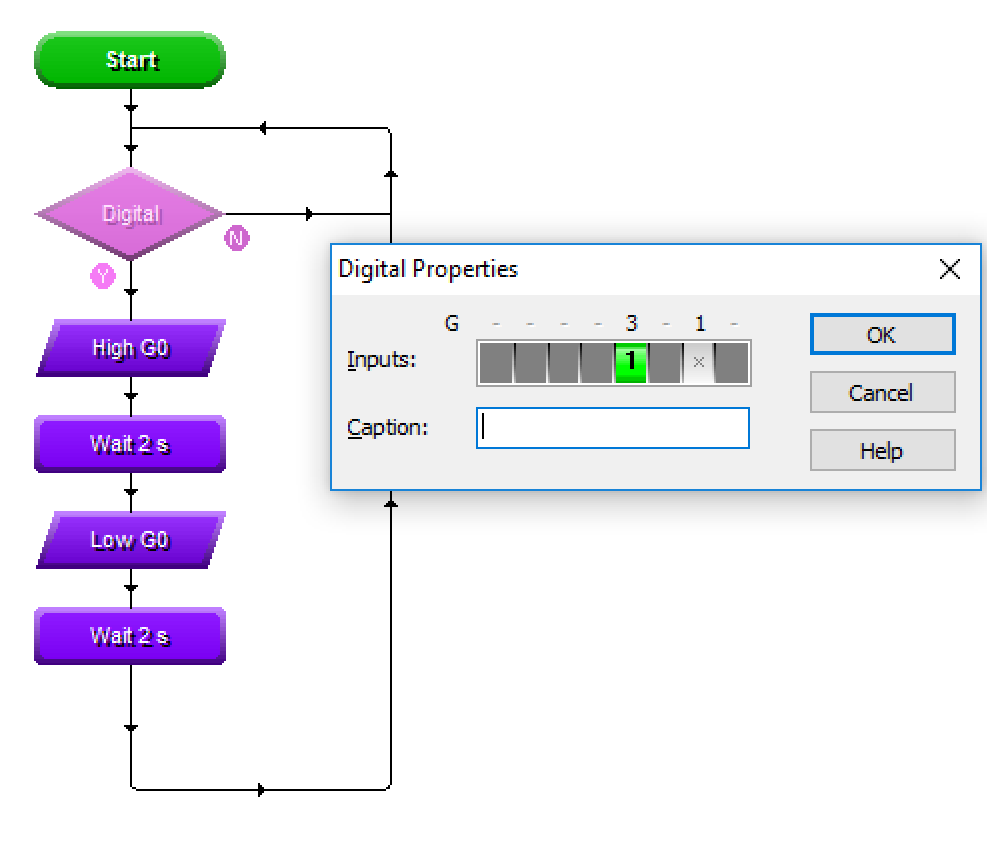 Start
Digital
N
Y
High G0
Wait 2 s
Low G0
Wait 2 s
Digital Properties
G - - - - 3 - 1 -
Inputs: 1 ×
Caption:
OK
Cancel
Help